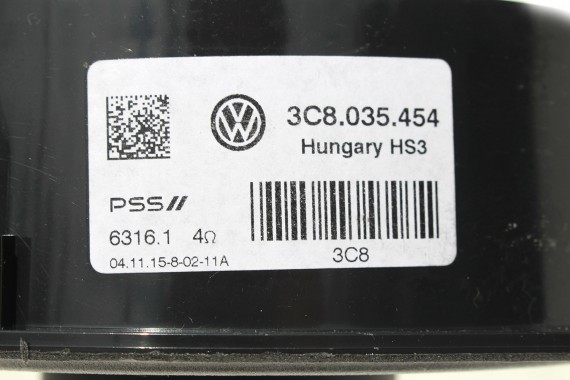 3C8.035.454
Hungary HS3
PSS//
6316.1 4Ω
04.11.15-8-02-11A
3C8